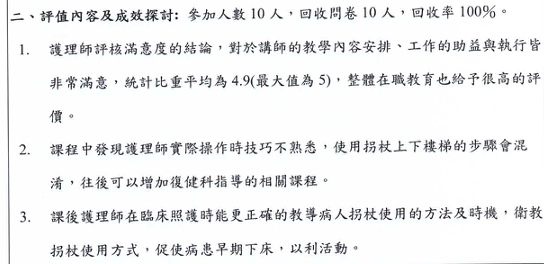 二、評值內容及成效探討: 參加人數 10 人，回收問卷 10 人，回收率 100%。
1. 護理師評核滿意度的結論，對於講師的教學內容安排、工作的助益與執行皆
非常滿意，統計比重平均為 4.9(最大值為 5)，整體在職教育也給予很高的評
價。
2. 課程中發現護理師實際操作時技巧不熟悉，使用拐杖上下樓梯的步驟會混
淆，往後可以增加復健科指導的相關課程。
3. 課後護理師在臨床照護時能更正確的教導病人拐杖使用的方法及時機，衛教
拐杖使用方式，促使病患早期下床，以利活動。